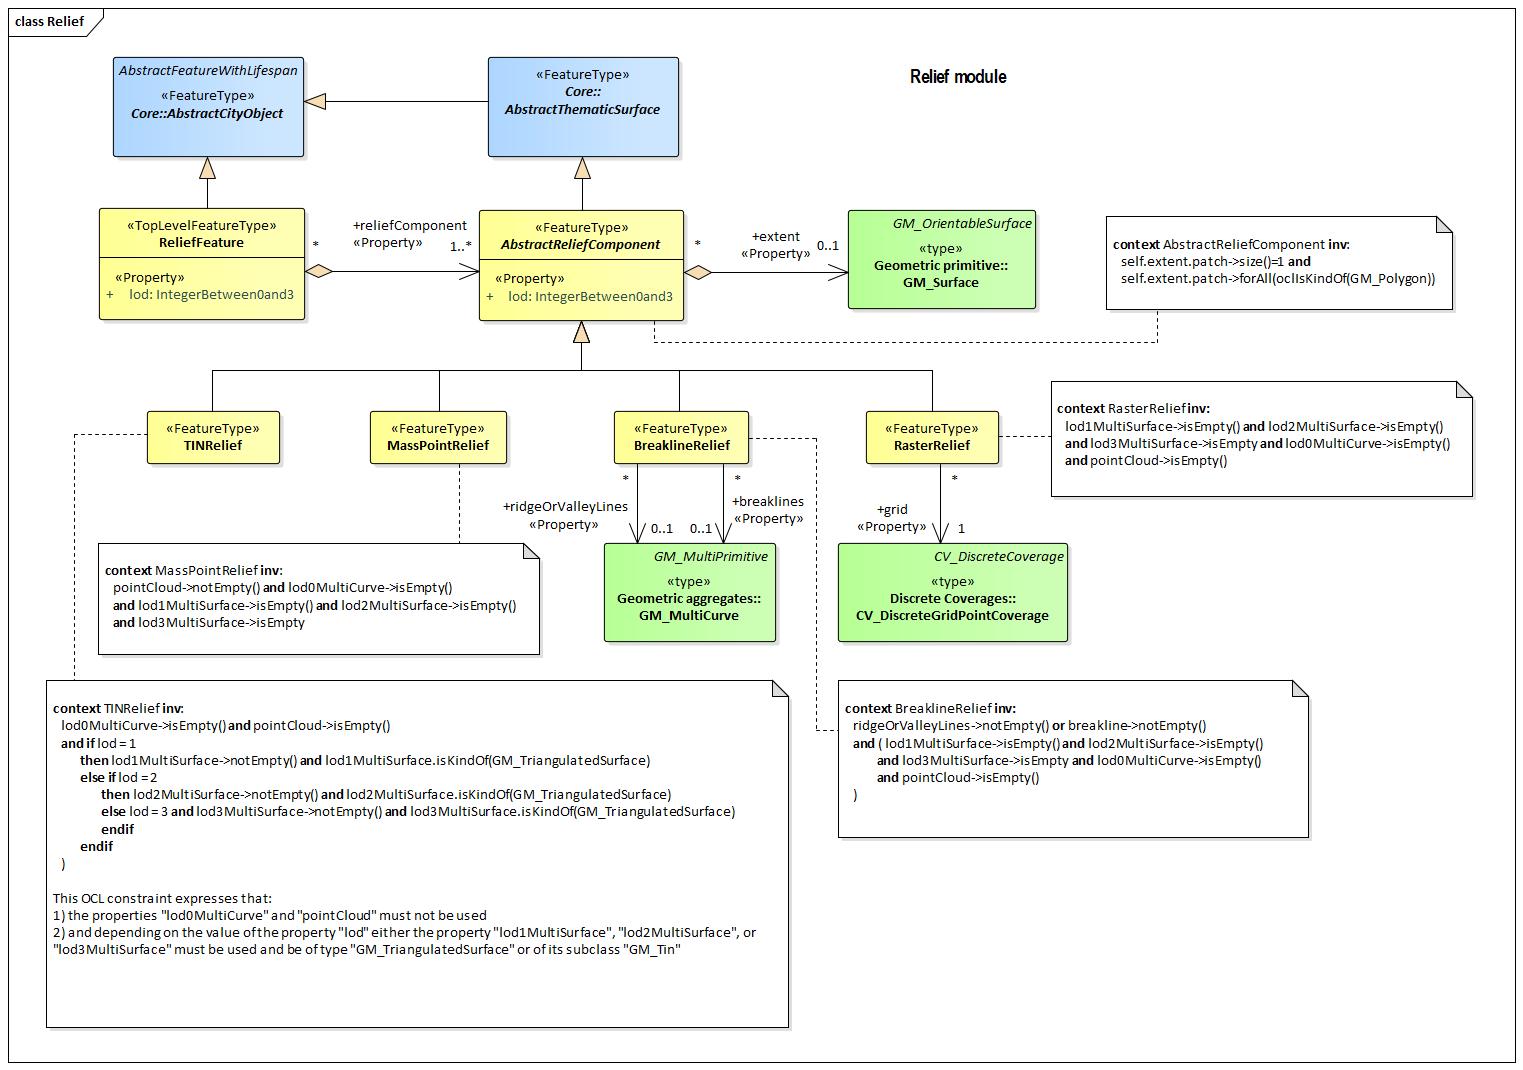 class Relief
Relief module
AbstractFeatureWithLifespan
«FeatureType»
Core::AbstractCityObject
«FeatureType»
Core::
AbstractThematicSurface
«TopLevelFeatureType»
ReliefFeature
«Property»
+ lod: IntegerBetween0and3
*
+reliefComponent
«Property»
1..*
«FeatureType»
AbstractReliefComponent
«Property»
+ lod: IntegerBetween0and3
*
+extent
«Property»
0..1
GM_OrientableSurface
«type»
Geometric primitive::
GM_Surface
context AbstractReliefComponent inv:
self.extent.patch->size()=1 and
self.extent.patch->forAll(oclIsKindOf(GM_Polygon))
«FeatureType»
TINRelief
«FeatureType»
MassPointRelief
«FeatureType»
BreaklineRelief
«FeatureType»
RasterRelief
context RasterRelief inv:
lod1MultiSurface->isEmpty() and lod2MultiSurface->isEmpty()
and lod3MultiSurface->isEmpty and lod0MultiCurve->isEmpty()
and pointCloud->isEmpty()
*
+ridgeOrValleyLines
«Property»
0..1
*
+breaklines
«Property»
0..1
*
+grid
«Property»
1
context MassPointRelief inv:
pointCloud->notEmpty() and lod0MultiCurve->isEmpty()
and lod1MultiSurface->isEmpty() and lod2MultiSurface->isEmpty()
and lod3MultiSurface->isEmpty
GM_MultiPrimitive
«type»
Geometric aggregates::
GM_MultiCurve
CV_DiscreteCoverage
«type»
Discrete Coverages::
CV_DiscreteGridPointCoverage
context TINRelief inv:
lod0MultiCurve->isEmpty() and pointCloud->isEmpty()
and if lod = 1
then lod1MultiSurface->notEmpty() and lod1MultiSurface.isKindOf(GM_TriangulatedSurface)
else if lod = 2
then lod2MultiSurface->notEmpty() and lod2MultiSurface.isKindOf(GM_TriangulatedSurface)
else lod = 3 and lod3MultiSurface->notEmpty() and lod3MultiSurface.isKindOf(GM_TriangulatedSurface)
endif
endif
)
This OCL constraint expresses that:
1) the properties "lod0MultiCurve" and "pointCloud" must not be used
2) and depending on the value of the property "lod" either the property "lod1MultiSurface", "lod2MultiSurface", or
"lod3MultiSurface" must be used and be of type "GM_TriangulatedSurface" or of its subclass "GM_Tin"
context BreaklineRelief inv:
ridgeOrValleyLines->notEmpty() or breakline->notEmpty()
and ( lod1MultiSurface->isEmpty() and lod2MultiSurface->isEmpty()
and lod3MultiSurface->isEmpty and lod0MultiCurve->isEmpty()
and pointCloud->isEmpty()
)